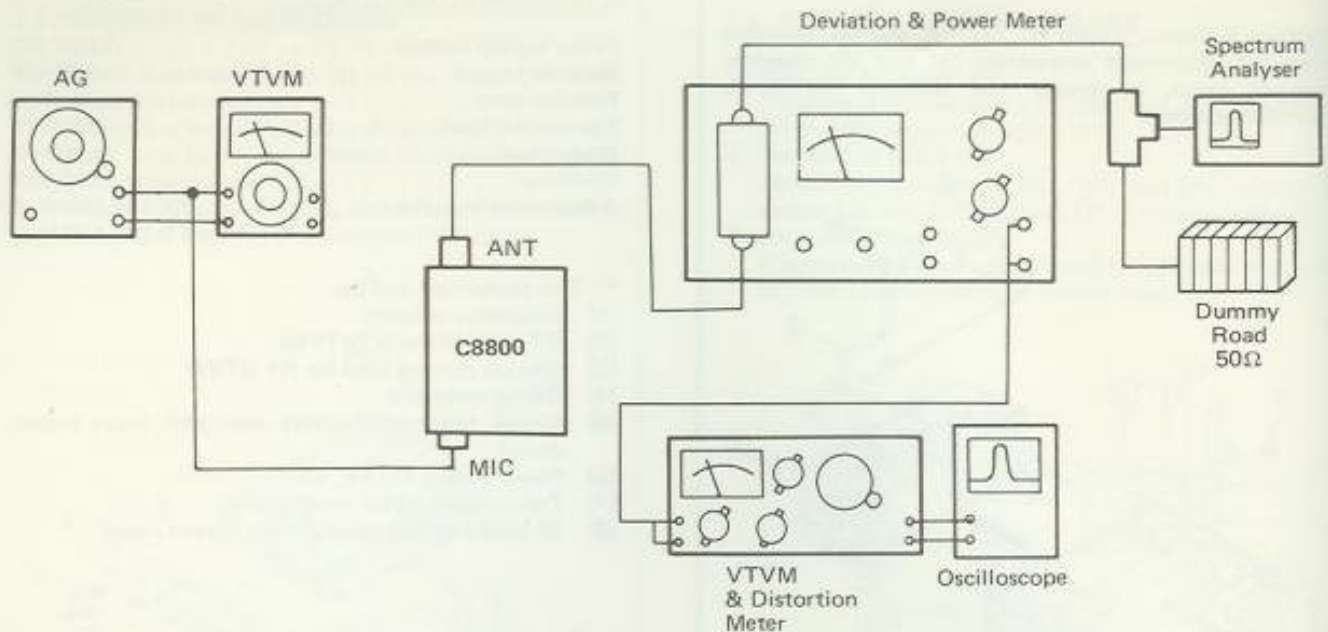 Deviation & Power Meter
Spectrum
Analyser
AG
VTVM
ANT
C8800
MIC
Dummy
Road
50Ω
VTVM
& Distortion
Meter
Oscilloscope